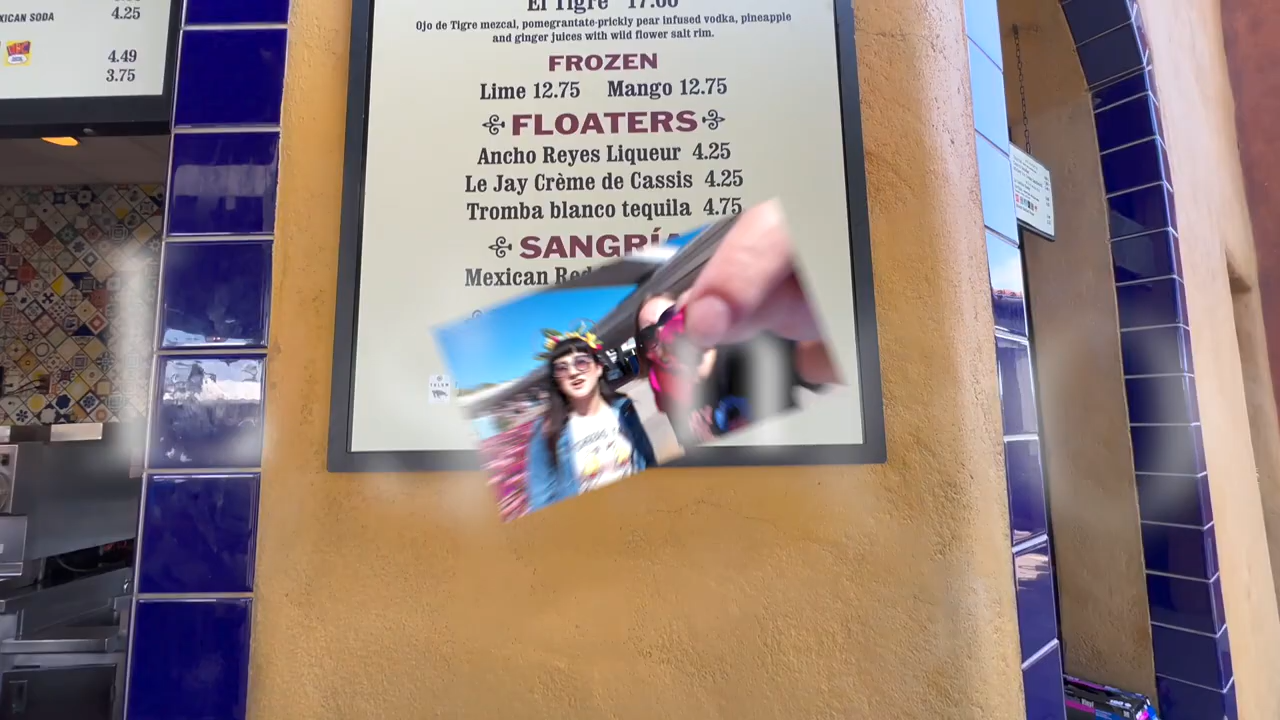 XICAN SODA
4.25
4.49
3.75
El Tigre 17.00
Ojo de Tigre mezcal, pomegrantate-prickly pear infused vodka, pineapple
and ginger juices with wild flower salt rim.
FROZEN
Lime 12.75 Mango 12.75
FLOATERS
Ancho Reyes Liqueur 4.25
Le Jay Crème de Cassis 4.25
Tromba blanco tequila 4.75
SANGRÍA
Mexican Red